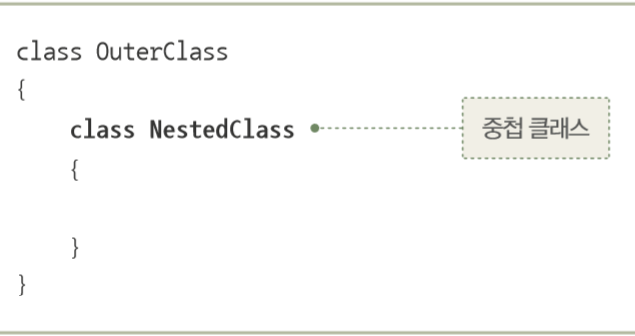 class OuterClass
{
    class NestedClass 중첩 클래스
    {
    }
}